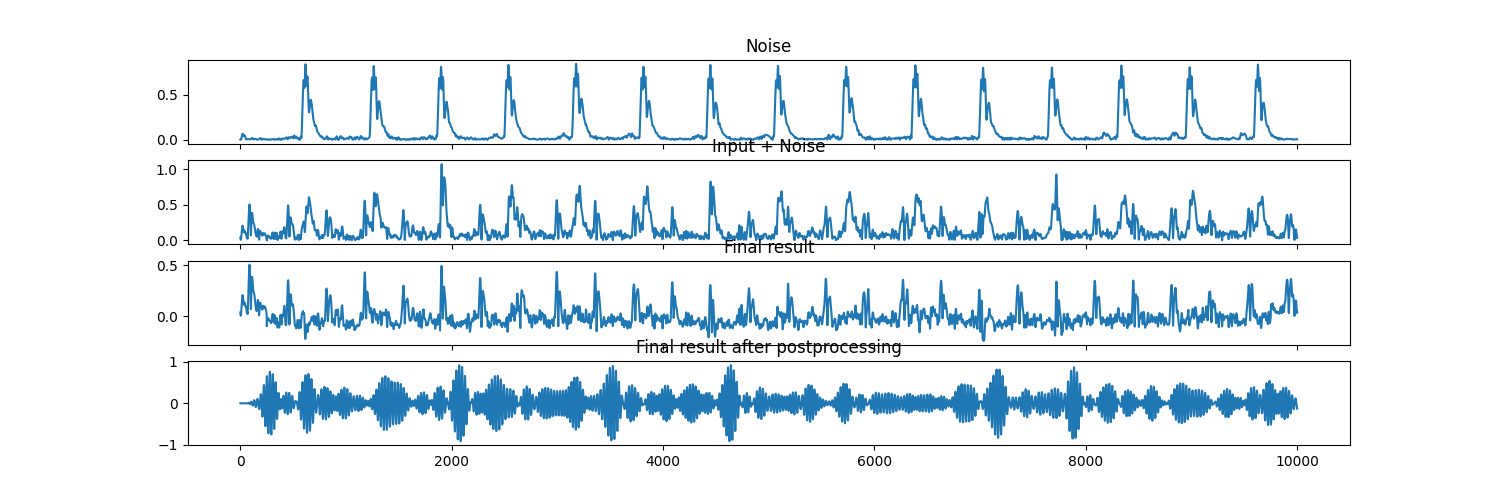 Noise
0.5
0.0
Input + Noise
1.0
0.5
0.0
Final result
0.5
0.0
Final result after postprocessing
1
0
−1
0 2000 4000 6000 8000 10000